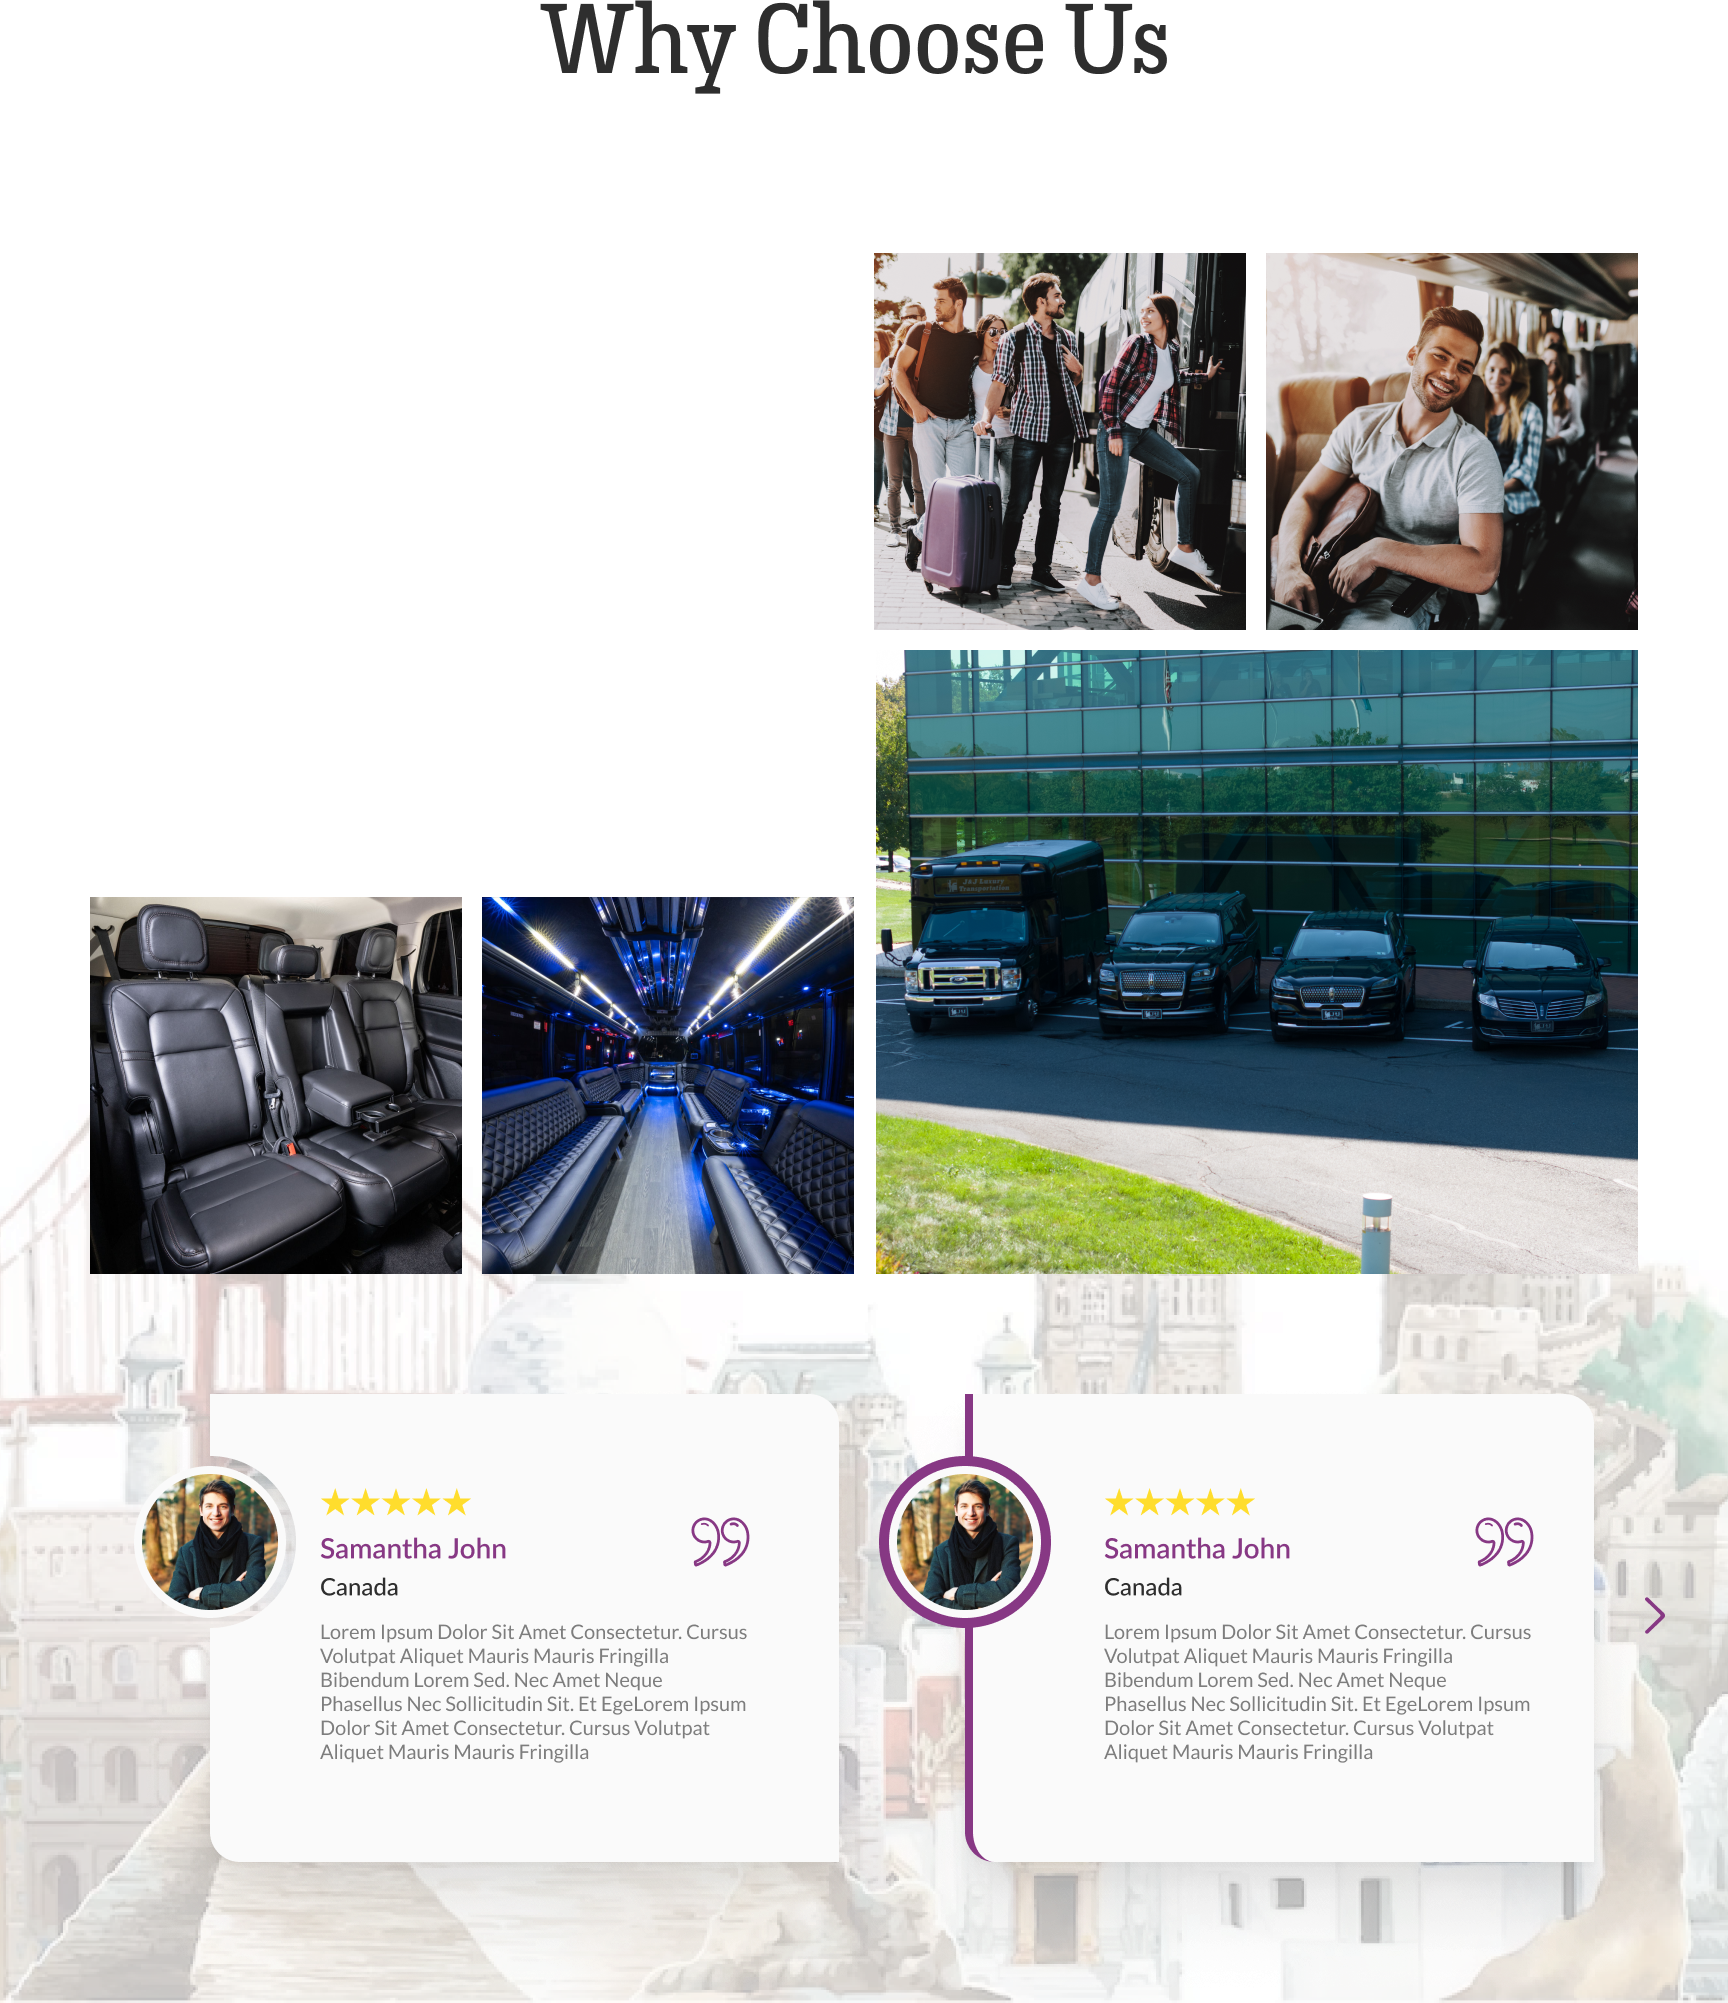 Why Choose Us
J&J Luxury
Transportation
Samantha John
Canada
Lorem Ipsum Dolor Sit Amet Consectetur. Cursus
Volutpat Aliquet Mauris Mauris Fringilla
Bibendum Lorem Sed. Nec Amet Neque
Phasellus Nec Sollicitudin Sit. Et EgeLorem Ipsum
Dolor Sit Amet Consectetur. Cursus Volutpat
Aliquet Mauris Mauris Fringilla
Samantha John
Canada
Lorem Ipsum Dolor Sit Amet Consectetur. Cursus
Volutpat Aliquet Mauris Mauris Fringilla
Bibendum Lorem Sed. Nec Amet Neque
Phasellus Nec Sollicitudin Sit. Et EgeLorem Ipsum
Dolor Sit Amet Consectetur. Cursus Volutpat
Aliquet Mauris Mauris Fringilla